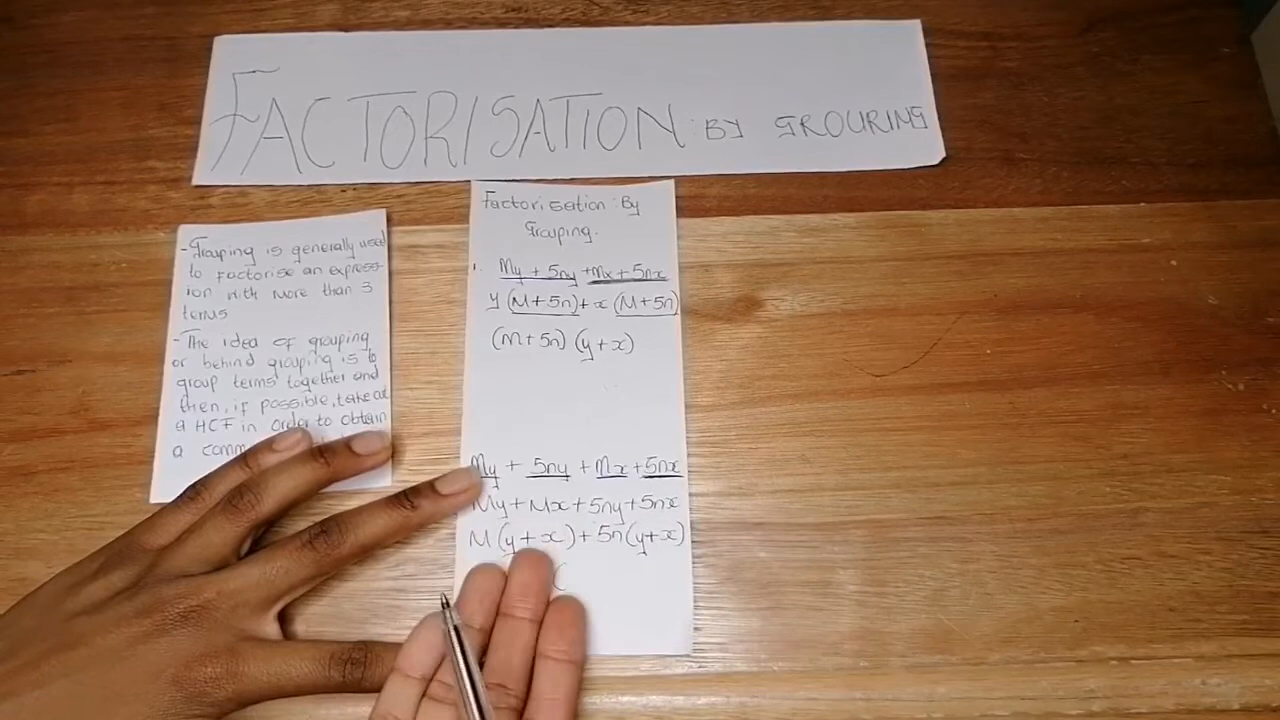 FACTORISATION: BY GROURING
- Grouping is generally used
to factorise an express-
ion with more than 3
terms
- The idea of grouping
or behind grouping is to
group terms together and
then, if possible, take out
a HCF in order to obtain
a comm
Factorisation: By
Grouping.
1. My + 5ny + Mx + 5nx
y (M+5n) + x (M+5n)
(M+5n) (y+x)
My + 5ny + Mx + 5nx
My + Mx + 5ny + 5nx
M (y + x) + 5n (y+x)
(